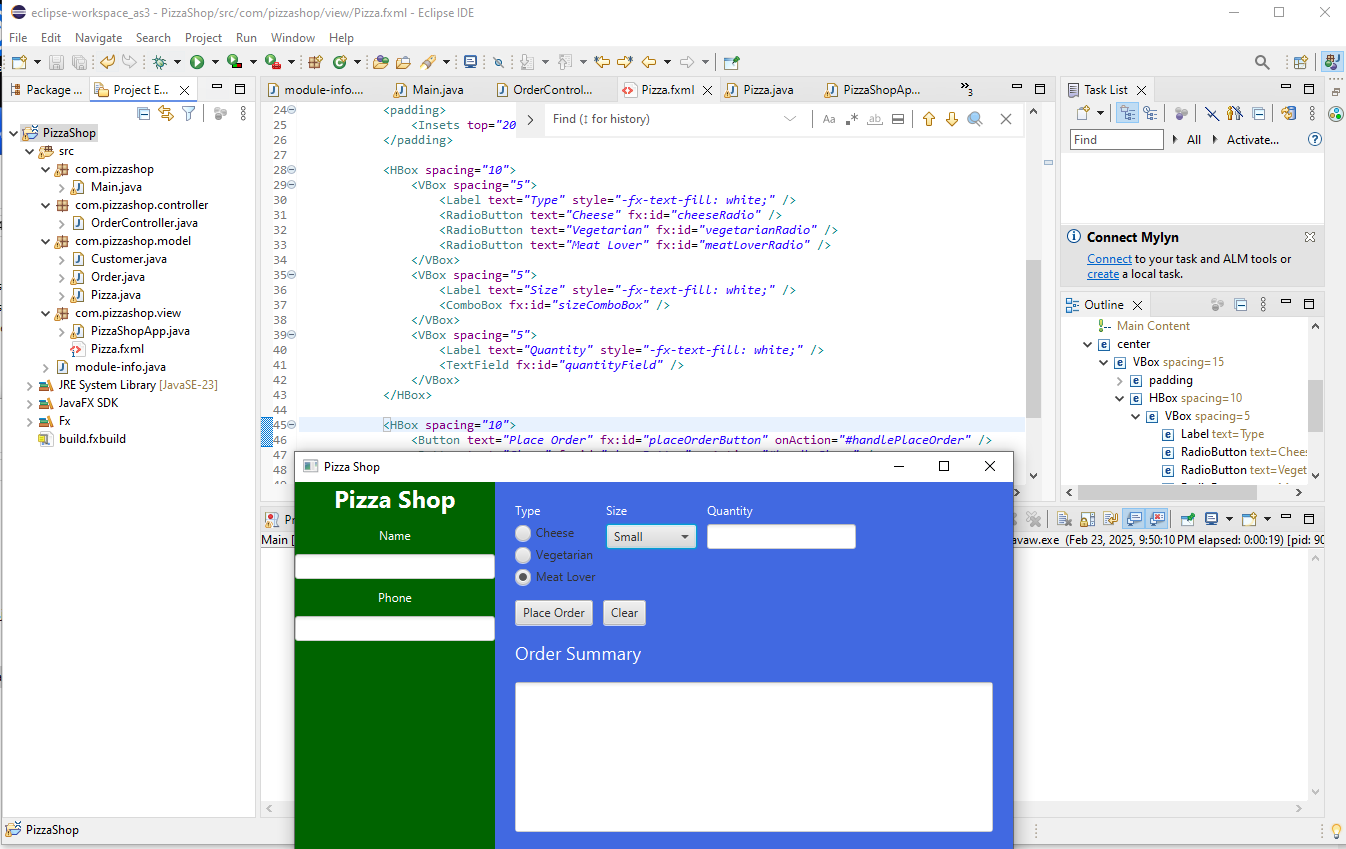 eclipse-workspace_as3 - PizzaShop/src/com/pizzashop/view/Pizza.fxml - Eclipse IDE
File Edit Navigate Search Project Run Window Help
Package ...
Project E...
PizzaShop
src
com.pizzashop
Main.java
com.pizzashop.controller
OrderController.java
com.pizzashop.model
Customer.java
Order.java
Pizza.java
com.pizzashop.view
PizzaShopApp.java
Pizza.fxml
module-info.java
JRE System Library [JavaSE-23]
JavaFX SDK
Fx
build.fxbuild
module-info....
Main.java
OrderControl...
Pizza.fxml
Pizza.java
PizzaShopAp...
3
Find (↕ for history)
Aa
ab
24 <padding>
25 <Insets top="20
26 </padding>
27
28 <HBox spacing="10">
29 <VBox spacing="5">
30 <Label text="Type" style="-fx-text-fill: white;" />
31 <RadioButton text="Cheese" fx:id="cheeseRadio" />
32 <RadioButton text="Vegetarian" fx:id="vegetarianRadio" />
33 <RadioButton text="Meat Lover" fx:id="meatLoverRadio" />
34 </VBox>
35 <VBox spacing="5">
36 <Label text="Size" style="-fx-text-fill: white;" />
37 <ComboBox fx:id="sizeComboBox" />
38 </VBox>
39 <VBox spacing="5">
40 <Label text="Quantity" style="-fx-text-fill: white;" />
41 <TextField fx:id="quantityField" />
42 </VBox>
43 </HBox>
44
45 <HBox spacing="10">
46 <Button text="Place Order" fx:id="placeOrderButton" onAction="#handlePlaceOrder" />
47
48
Task List
Find
All
Activate...
Connect Mylyn
Connect to your task and ALM tools or
create a local task.
Outline
Main Content
center
VBox spacing=15
padding
HBox spacing=10
VBox spacing=5
Label text=Type
RadioButton text=Chees
RadioButton text=Veget
Main [
avaw.exe (Feb 23, 2025, 9:50:10 PM elapsed: 0:00:19) [pid: 90
Pizza Shop
Pizza Shop
Name
Phone
Type
Cheese
Vegetarian
Meat Lover
Size
Small
Quantity
Place Order
Clear
Order Summary
PizzaShop